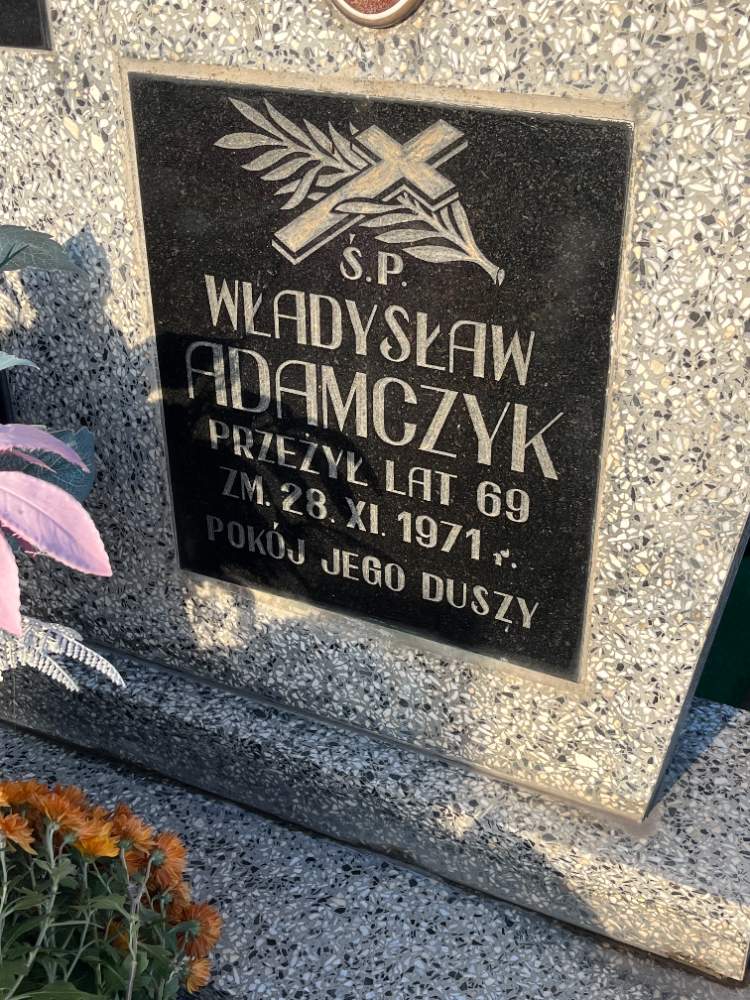 Ś.P.
WŁADYSŁAW
ADAMCZYK
PRZEŻYŁ LAT 69
ZM. 28. XI. 1971 r.
POKÓJ JEGO DUSZY